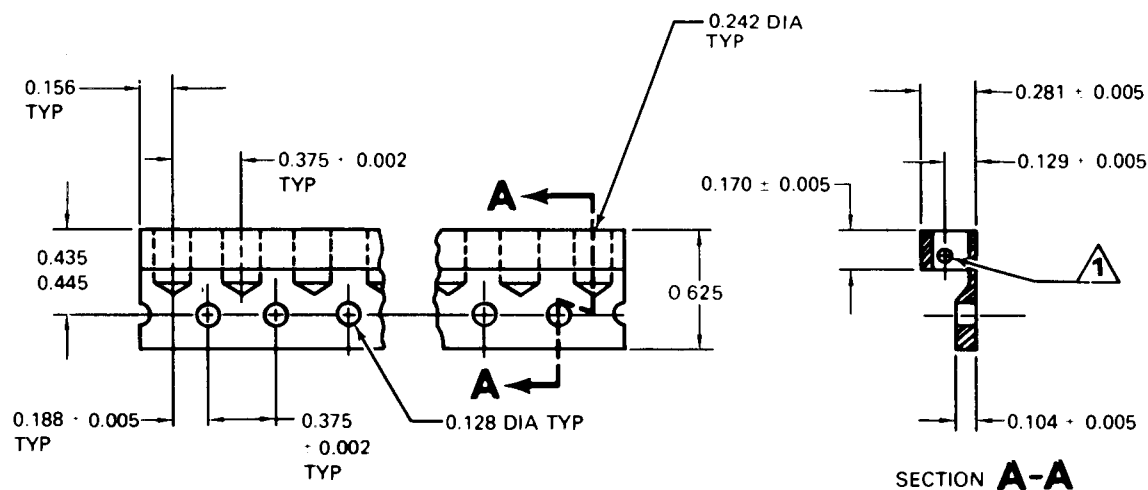 0.242 DIA
TYP
0.156
TYP
0.281 ± 0.005
0.375 ± 0.002
TYP
0.129 ± 0.005
0.170 ± 0.005
A
0.435
0.445
0.625
1
A
0.188 ± 0.005
TYP
0.375
± 0.002
TYP
0.128 DIA TYP
0.104 ± 0.005
SECTION A-A